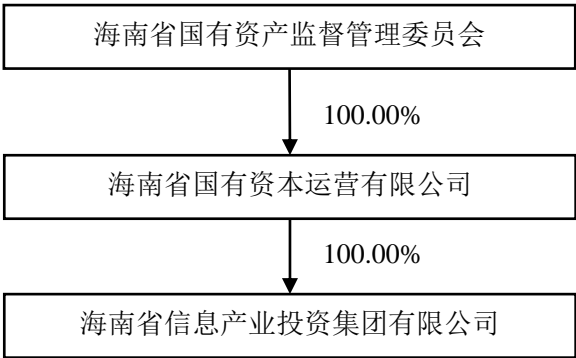 海南省国有资产监督管理委员会
100.00%
海南省国有资本运营有限公司
100.00%
海南省信息产业投资集团有限公司